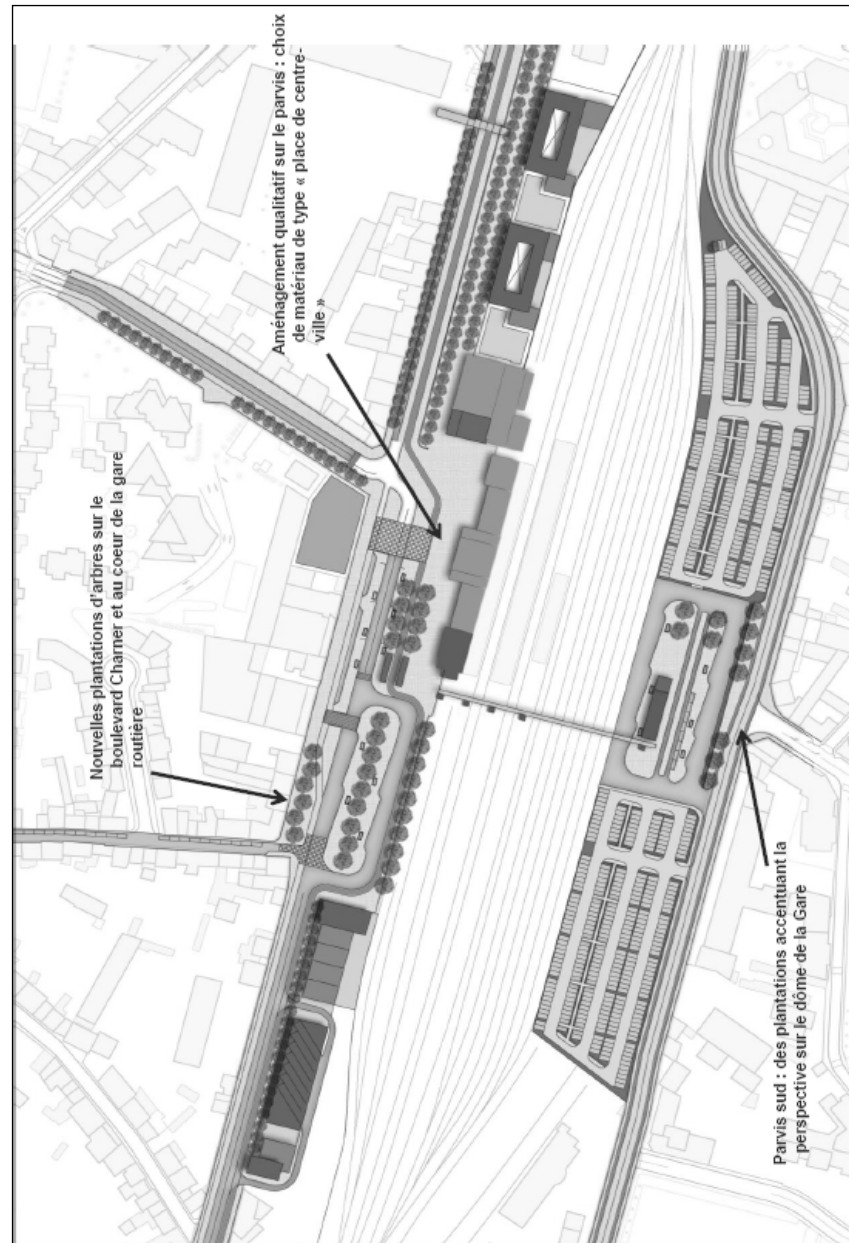 Nouvelles plantations d'arbres sur le
boulevard Charner et au coeur de la gare
routière
Aménagement qualitatif sur le parvis : choix
de matériau de type « place de centre-
ville »
Parvis sud : des plantations accentuant la
perspective sur le dôme de la Gare